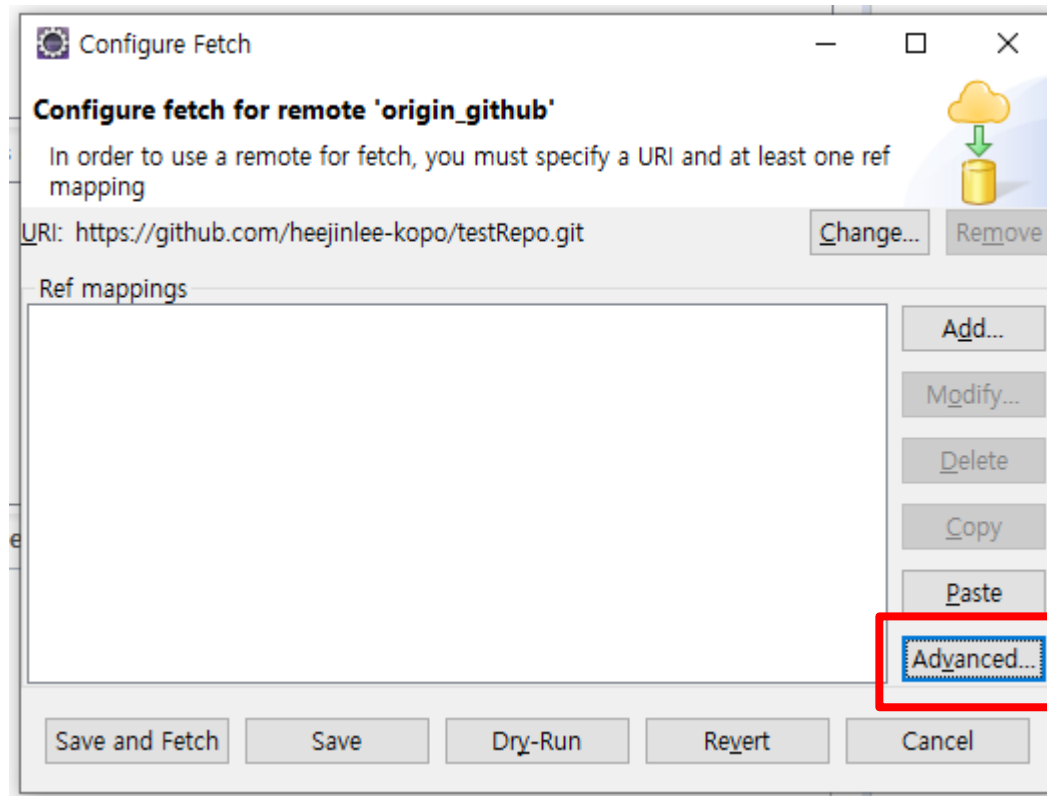 Configure Fetch
Configure fetch for remote 'origin_github'
In order to use a remote for fetch, you must specify a URI and at least one ref
mapping
URI: https://github.com/heejinlee-kopo/testRepo.git
Change...
Remove
Ref mappings
Add...
Modify...
Delete
Copy
Paste
Advanced...
Save and Fetch
Save
Dry-Run
Revert
Cancel